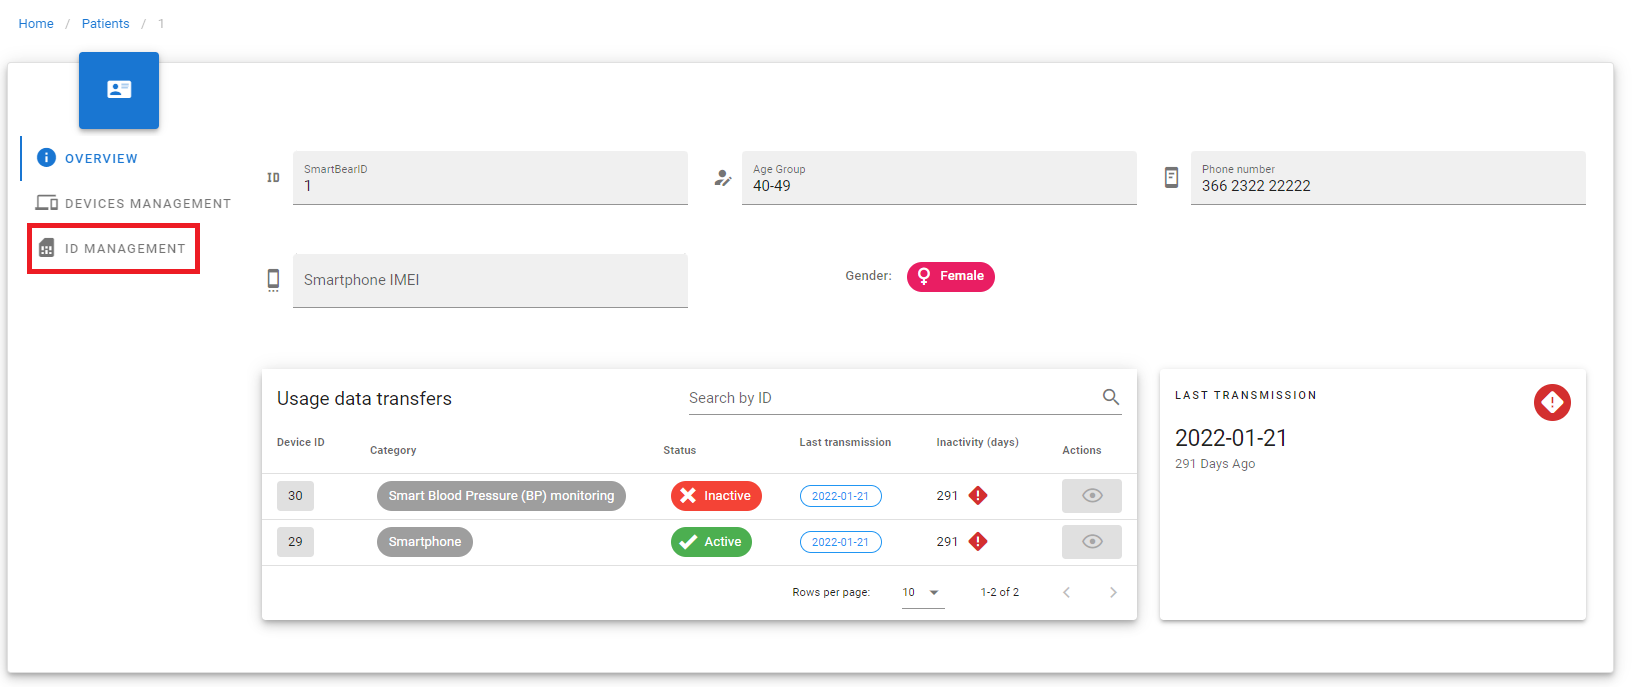 Home / Patients / 1
OVERVIEW
DEVICES MANAGEMENT
ID MANAGEMENT
ID
SmartBearID
1
Age Group
40-49
Phone number
366 2322 22222
Smartphone IMEI
Gender: Female
Usage data transfers
Search by ID
Device ID Category Status Last transmission Inactivity (days) Actions
30 Smart Blood Pressure (BP) monitoring Inactive 2022-01-21 291
29 Smartphone Active 2022-01-21 291
Rows per page: 10 1-2 of 2
LAST TRANSMISSION
2022-01-21
291 Days Ago